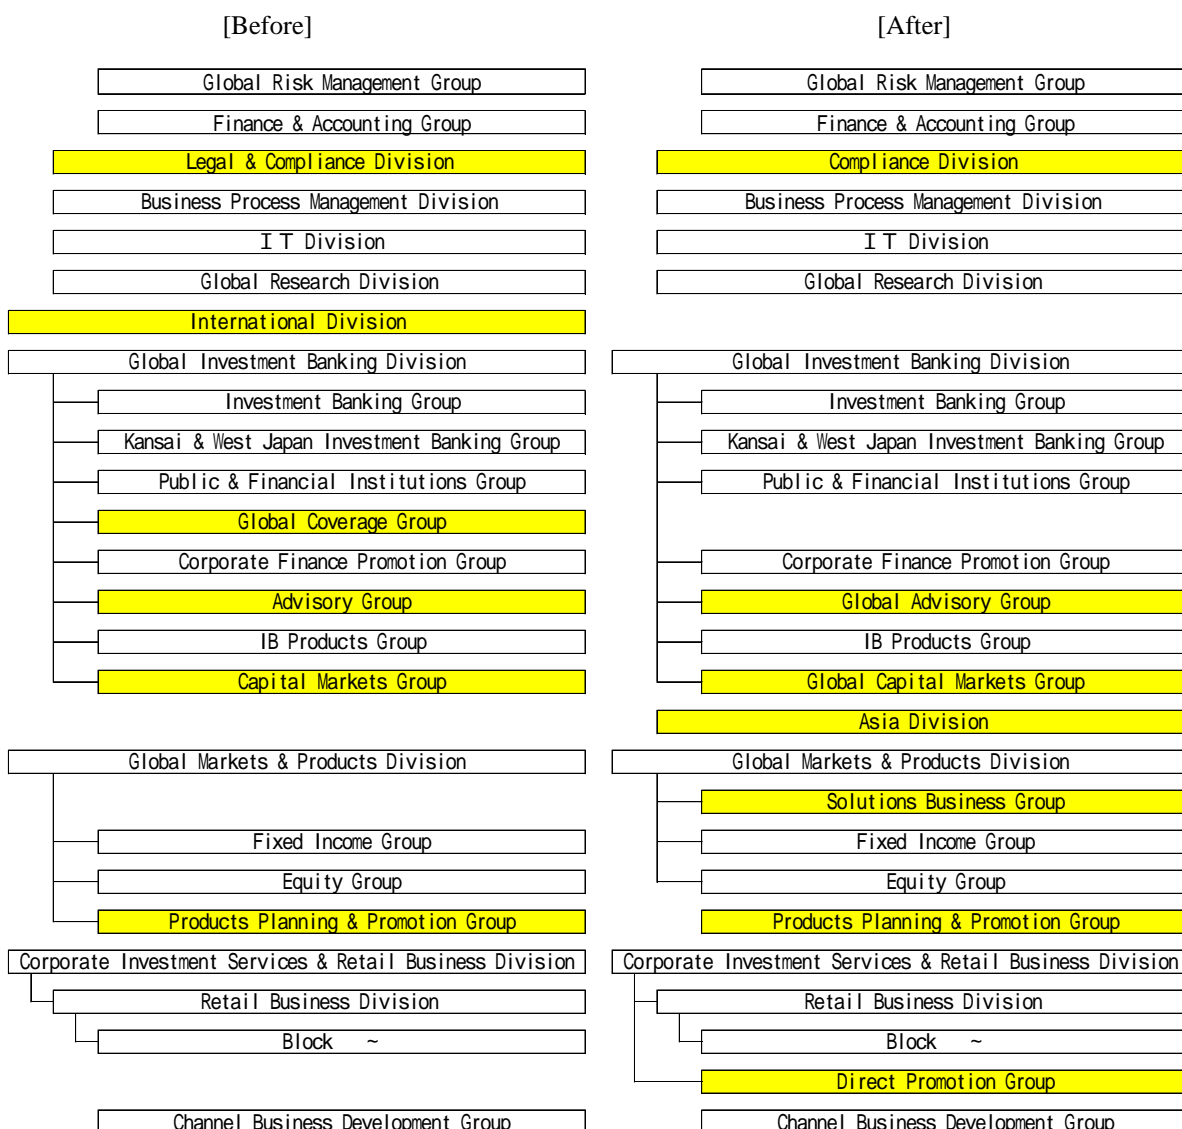 [Before]
[After]
Global Risk Management Group
Global Risk Management Group
Finance & Accounting Group
Finance & Accounting Group
Legal & Compliance Division
Compliance Division
Business Process Management Division
Business Process Management Division
ＩＴ Division
ＩＴ Division
Global Research Division
Global Research Division
International Division
Global Investment Banking Division
Global Investment Banking Division
Investment Banking Group
Investment Banking Group
Kansai & West Japan Investment Banking Group
Kansai & West Japan Investment Banking Group
Public & Financial Institutions Group
Public & Financial Institutions Group
Global Coverage Group
Corporate Finance Promotion Group
Corporate Finance Promotion Group
Advisory Group
Global Advisory Group
IB Products Group
IB Products Group
Capital Markets Group
Global Capital Markets Group
Asia Division
Global Markets & Products Division
Global Markets & Products Division
Solutions Business Group
Fixed Income Group
Fixed Income Group
Equity Group
Equity Group
Products Planning & Promotion Group
Products Planning & Promotion Group
Corporate Investment Services & Retail Business Division
Corporate Investment Services & Retail Business Division
Retail Business Division
Retail Business Division
Block ~
Block ~
Direct Promotion Group
Channel Business Development Group
Channel Business Development Group